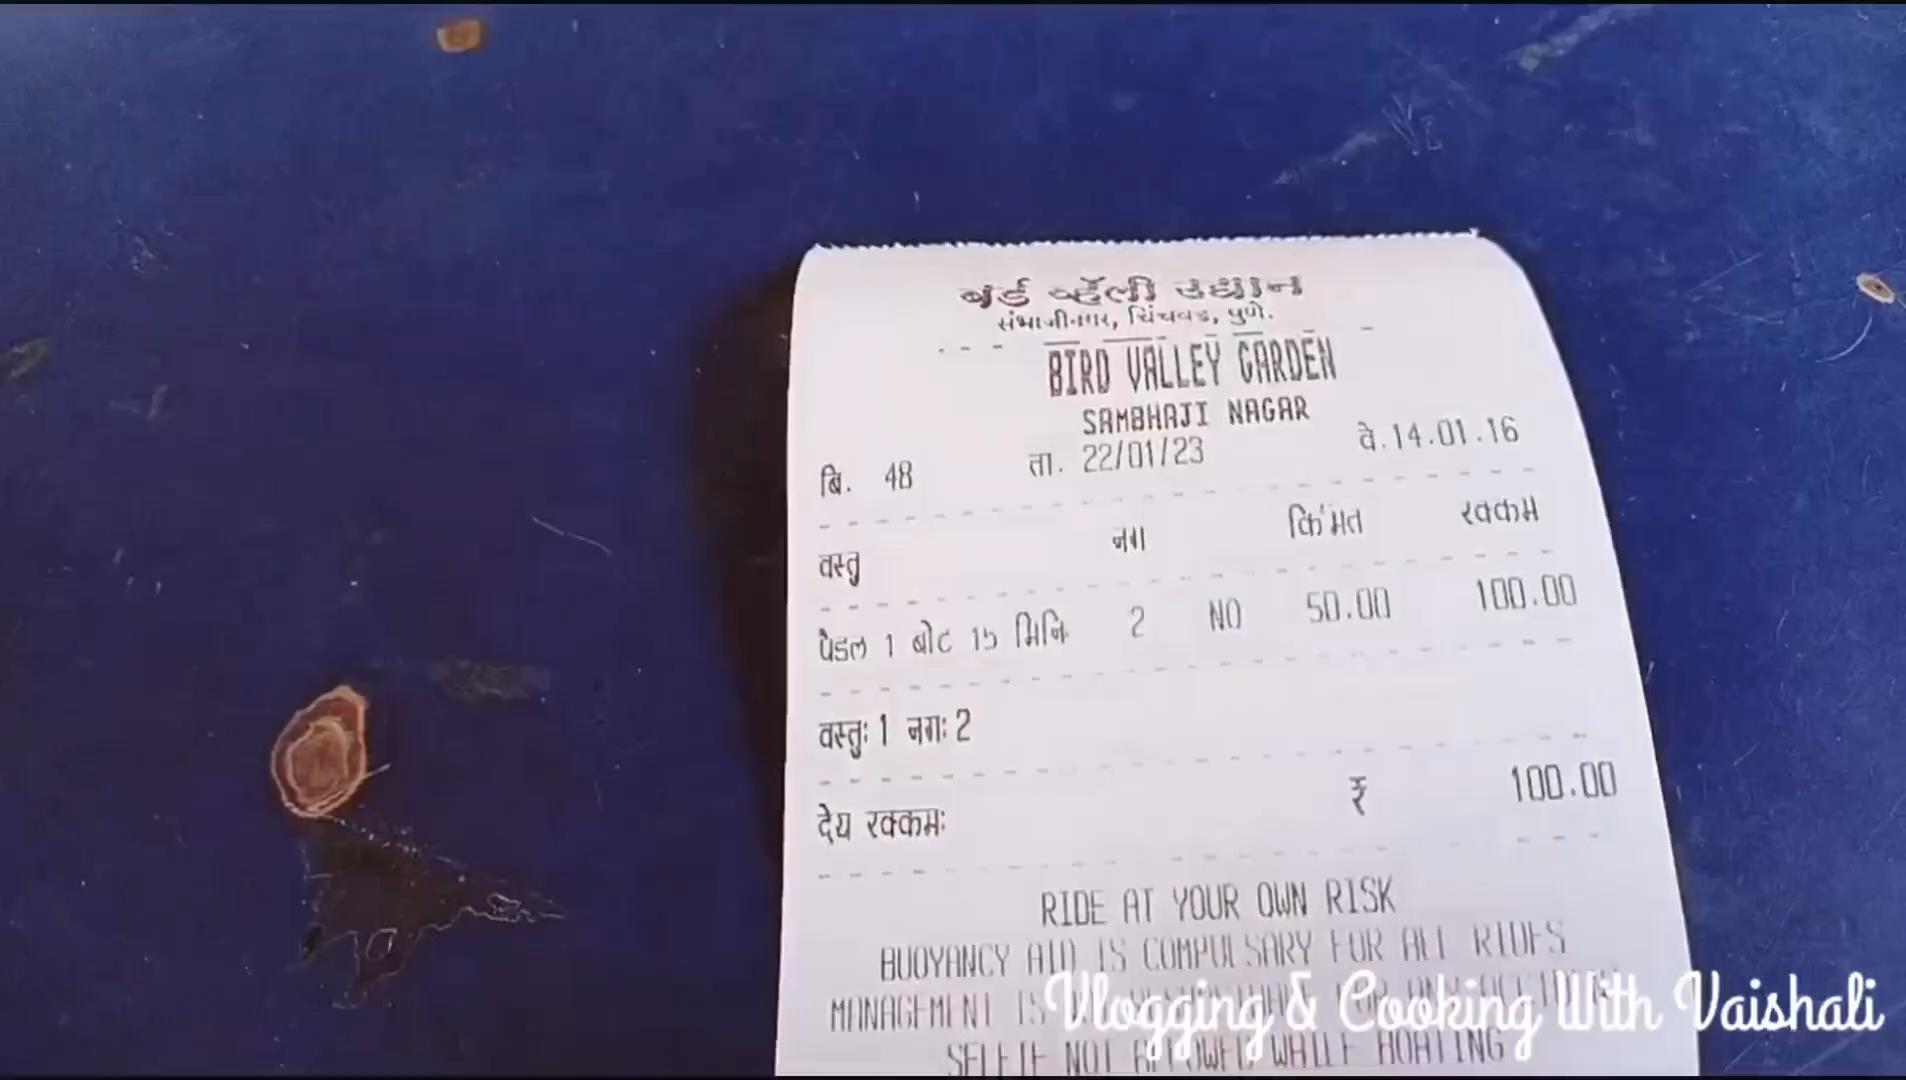 बर्ड व्हॅली उद्यान
संभाजीनगर, चिंचवड, पुणे.
BIRD VALLEY GARDEN
SAMBHAJI NAGAR
बि. 48 ता. 22/01/23 वे.14.01.16
वस्तु नग किंमत रक्कम
पैडल 1 बोट 15 मिनि 2 NO 50.00 100.00
वस्तुः 1 नगः 2
देय रक्कमः ₹ 100.00
RIDE AT YOUR OWN RISK
BUOYANCY AID IS COMPULSARY FOR ALL RIDES
MANAGEMENT IS FOR
SELFIE NOT ALLOWED WHILE BOATING
Vlogging & Cooking With Vaishali